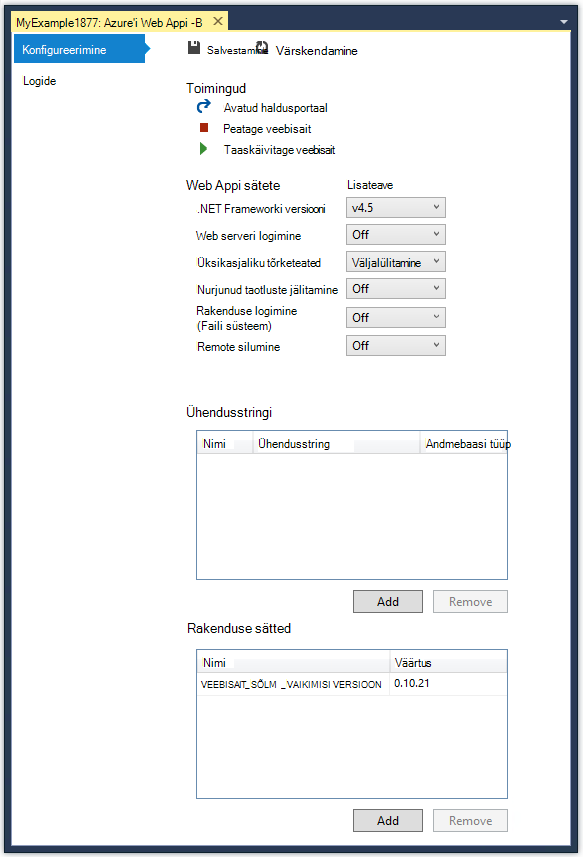 MyExample1877: Azure'i Web Appi -B
Konfigureerimine
Logide
Salvestamine Värskendamine
Toimingud
Avatud haldusportaal
Peatage veebisait
Taaskäivitage veebisait
Web Appi sätete Lisateave
.NET Frameworki versiooni v4.5
Web serveri logimine Off
Üksikasjaliku tõrketeated Väljalülitamine
Nurjunud taotluste jälitamine Off
Rakenduse logimine
(Faili süsteem) Off
Remote silumine Off
Ühendusstringi
Nimi Ühendusstring Andmebaasi tüüp
Add Remove
Rakenduse sätted
Nimi Väärtus
VEEBISAIT_SÕLM _VAIKIMISI VERSIOON 0.10.21
Add Remove